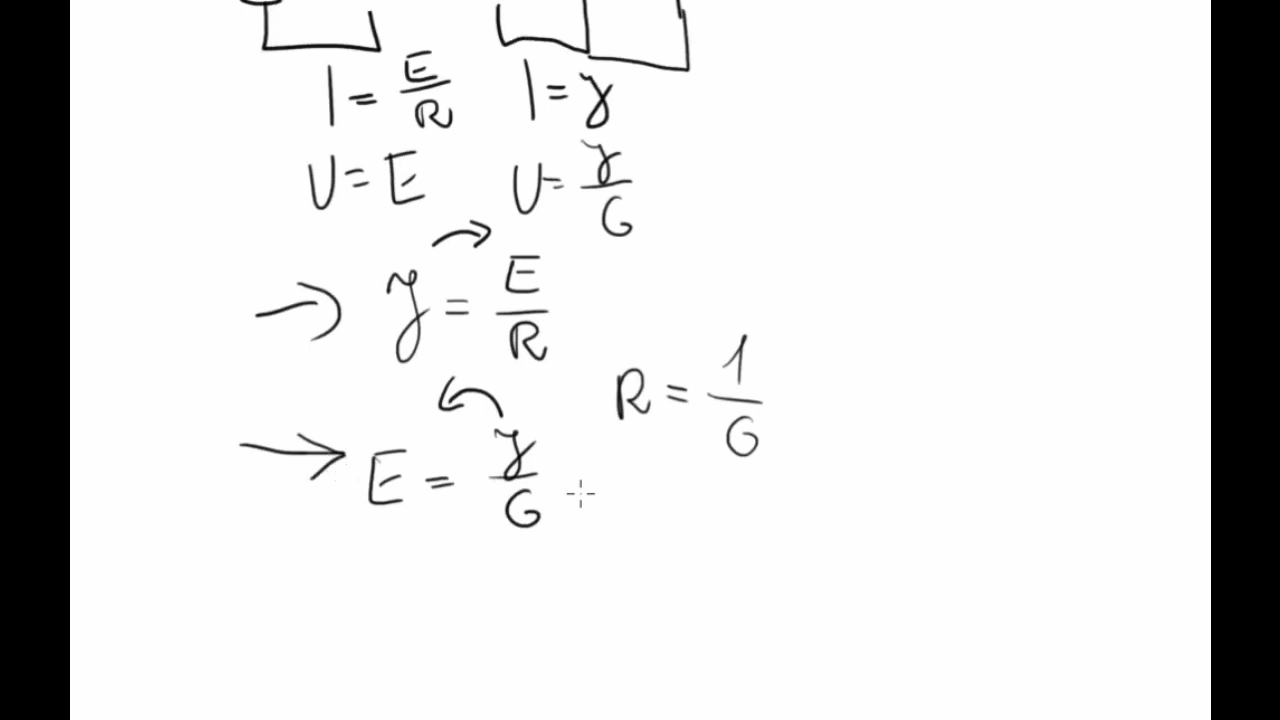 I = E/R I = J
U = E U = J/G
→ J = E/R
R = 1/G
→ E = J/G